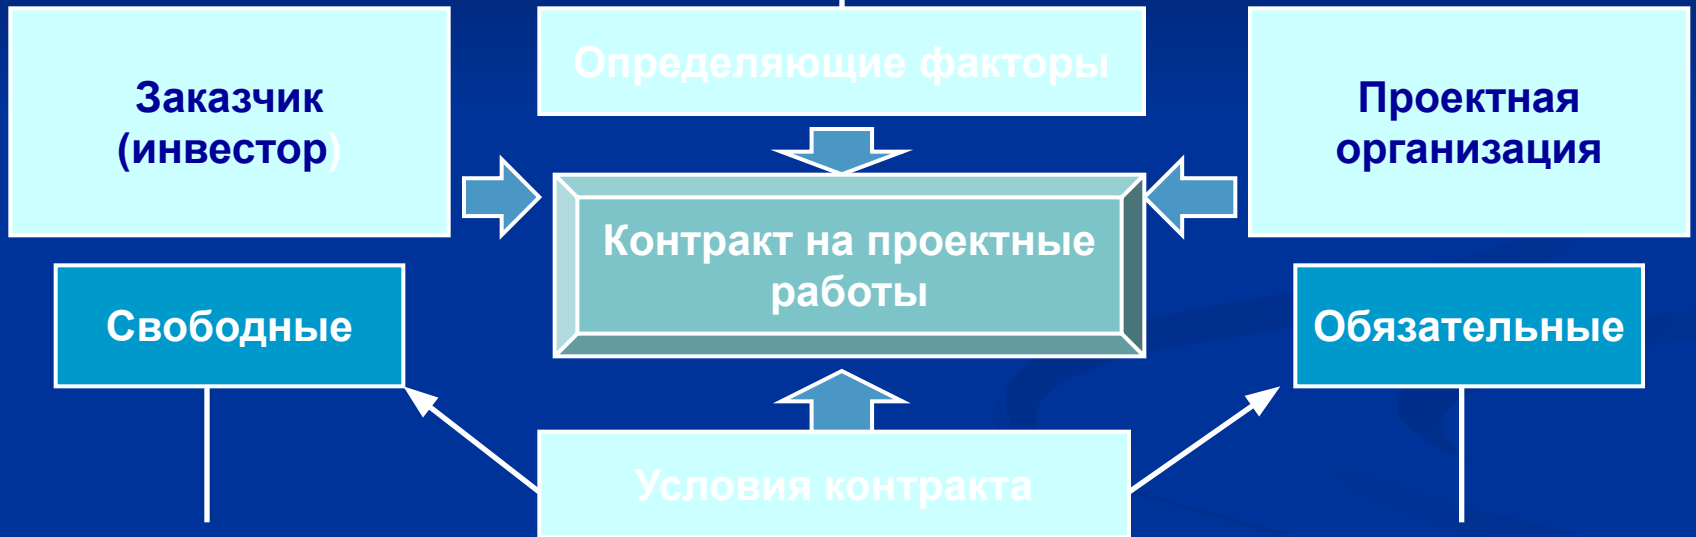 Определяющие факторы
Заказчик
(инвестор)
Проектная
организация
Контракт на проектные
работы
Свободные
Обязательные
Условия контракта